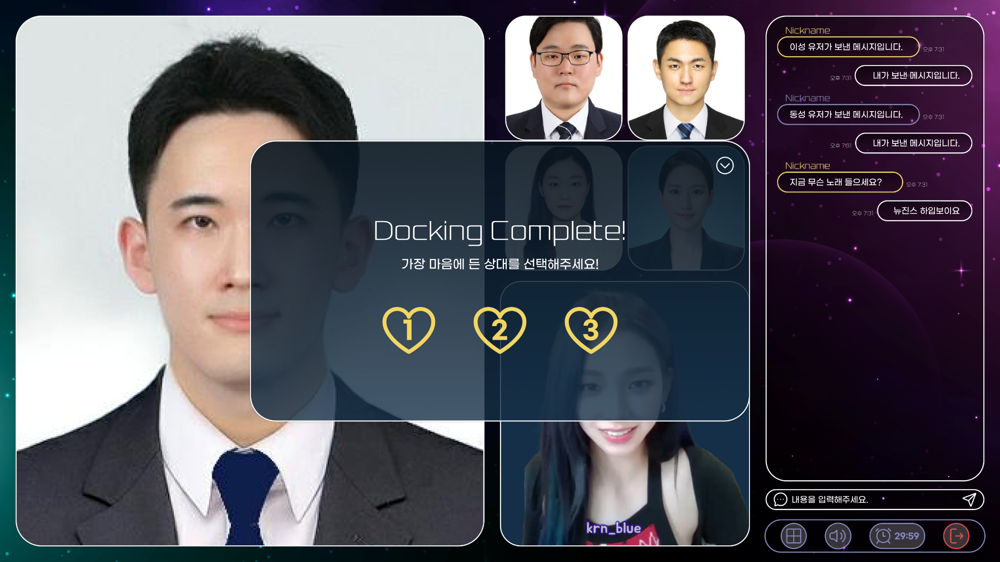 Docking Complete!
가장 마음에 든 상대를 선택해주세요!
1
2
3
krn_blue
Nickname
이성 유저가 보낸 메시지입니다.
오후 7:31
내가 보낸 메시지입니다.
오후 7:31
Nickname
동성 유저가 보낸 메시지입니다.
오후 7:31
내가 보낸 메시지입니다.
오후 7:31
Nickname
지금 무슨 노래 들으세요?
오후 7:31
뉴진스 하입보이요
오후 7:31
내용을 입력해주세요.
29:59